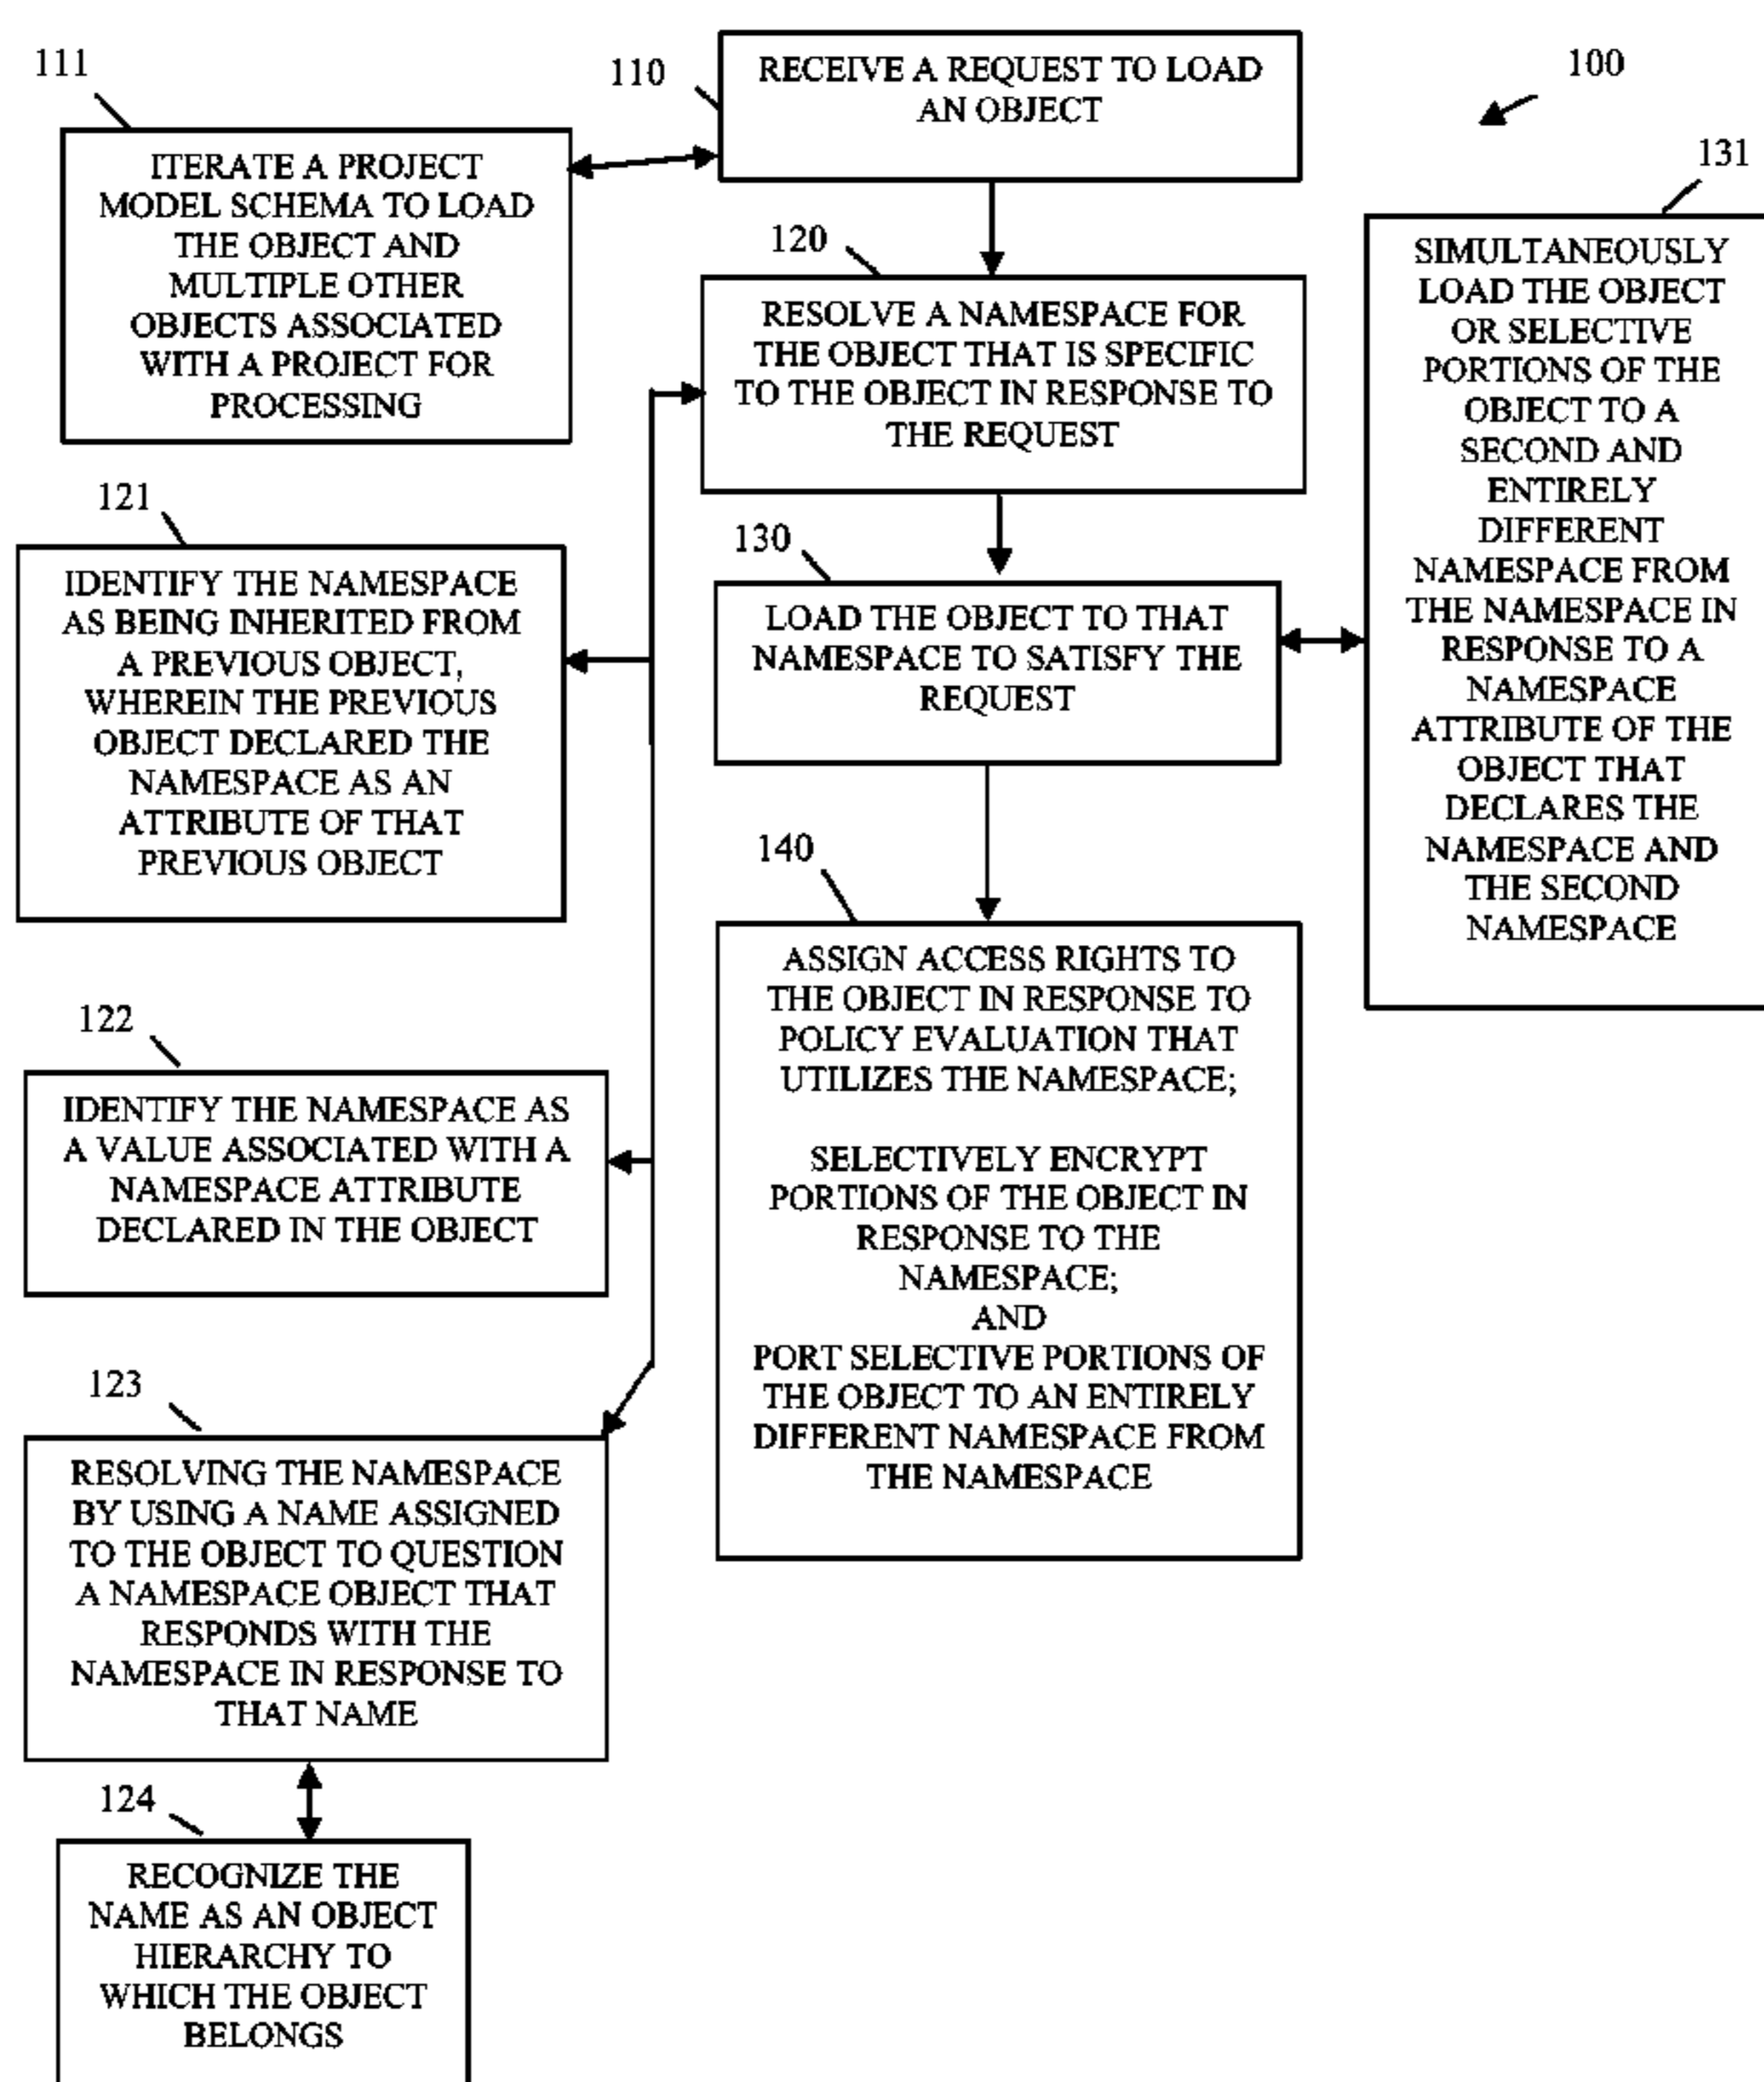 100
110
RECEIVE A REQUEST TO LOAD
AN OBJECT
111
ITERATE A PROJECT
MODEL SCHEMA TO LOAD
THE OBJECT AND
MULTIPLE OTHER
OBJECTS ASSOCIATED
WITH A PROJECT FOR
PROCESSING
120
RESOLVE A NAMESPACE FOR
THE OBJECT THAT IS SPECIFIC
TO THE OBJECT IN RESPONSE TO
THE REQUEST
121
IDENTIFY THE NAMESPACE
AS BEING INHERITED FROM
A PREVIOUS OBJECT,
WHEREIN THE PREVIOUS
OBJECT DECLARED THE
NAMESPACE AS AN
ATTRIBUTE OF THAT
PREVIOUS OBJECT
122
IDENTIFY THE NAMESPACE AS
A VALUE ASSOCIATED WITH A
NAMESPACE ATTRIBUTE
DECLARED IN THE OBJECT
123
RESOLVING THE NAMESPACE
BY USING A NAME ASSIGNED
TO THE OBJECT TO QUESTION
A NAMESPACE OBJECT THAT
RESPONDS WITH THE
NAMESPACE IN RESPONSE TO
THAT NAME
124
RECOGNIZE THE
NAME AS AN OBJECT
HIERARCHY TO
WHICH THE OBJECT
BELONGS
130
LOAD THE OBJECT TO THAT
NAMESPACE TO SATISFY THE
REQUEST
131
SIMULTANEOUSLY
LOAD THE OBJECT
OR SELECTIVE
PORTIONS OF THE
OBJECT TO A
SECOND AND
ENTIRELY
DIFFERENT
NAMESPACE FROM
THE NAMESPACE IN
RESPONSE TO A
NAMESPACE
ATTRIBUTE OF THE
OBJECT THAT
DECLARES THE
NAMESPACE AND
THE SECOND
NAMESPACE
140
ASSIGN ACCESS RIGHTS TO
THE OBJECT IN RESPONSE TO
POLICY EVALUATION THAT
UTILIZES THE NAMESPACE;
SELECTIVELY ENCRYPT
PORTIONS OF THE OBJECT IN
RESPONSE TO THE
NAMESPACE;
AND
PORT SELECTIVE PORTIONS OF
THE OBJECT TO AN ENTIRELY
DIFFERENT NAMESPACE FROM
THE NAMESPACE